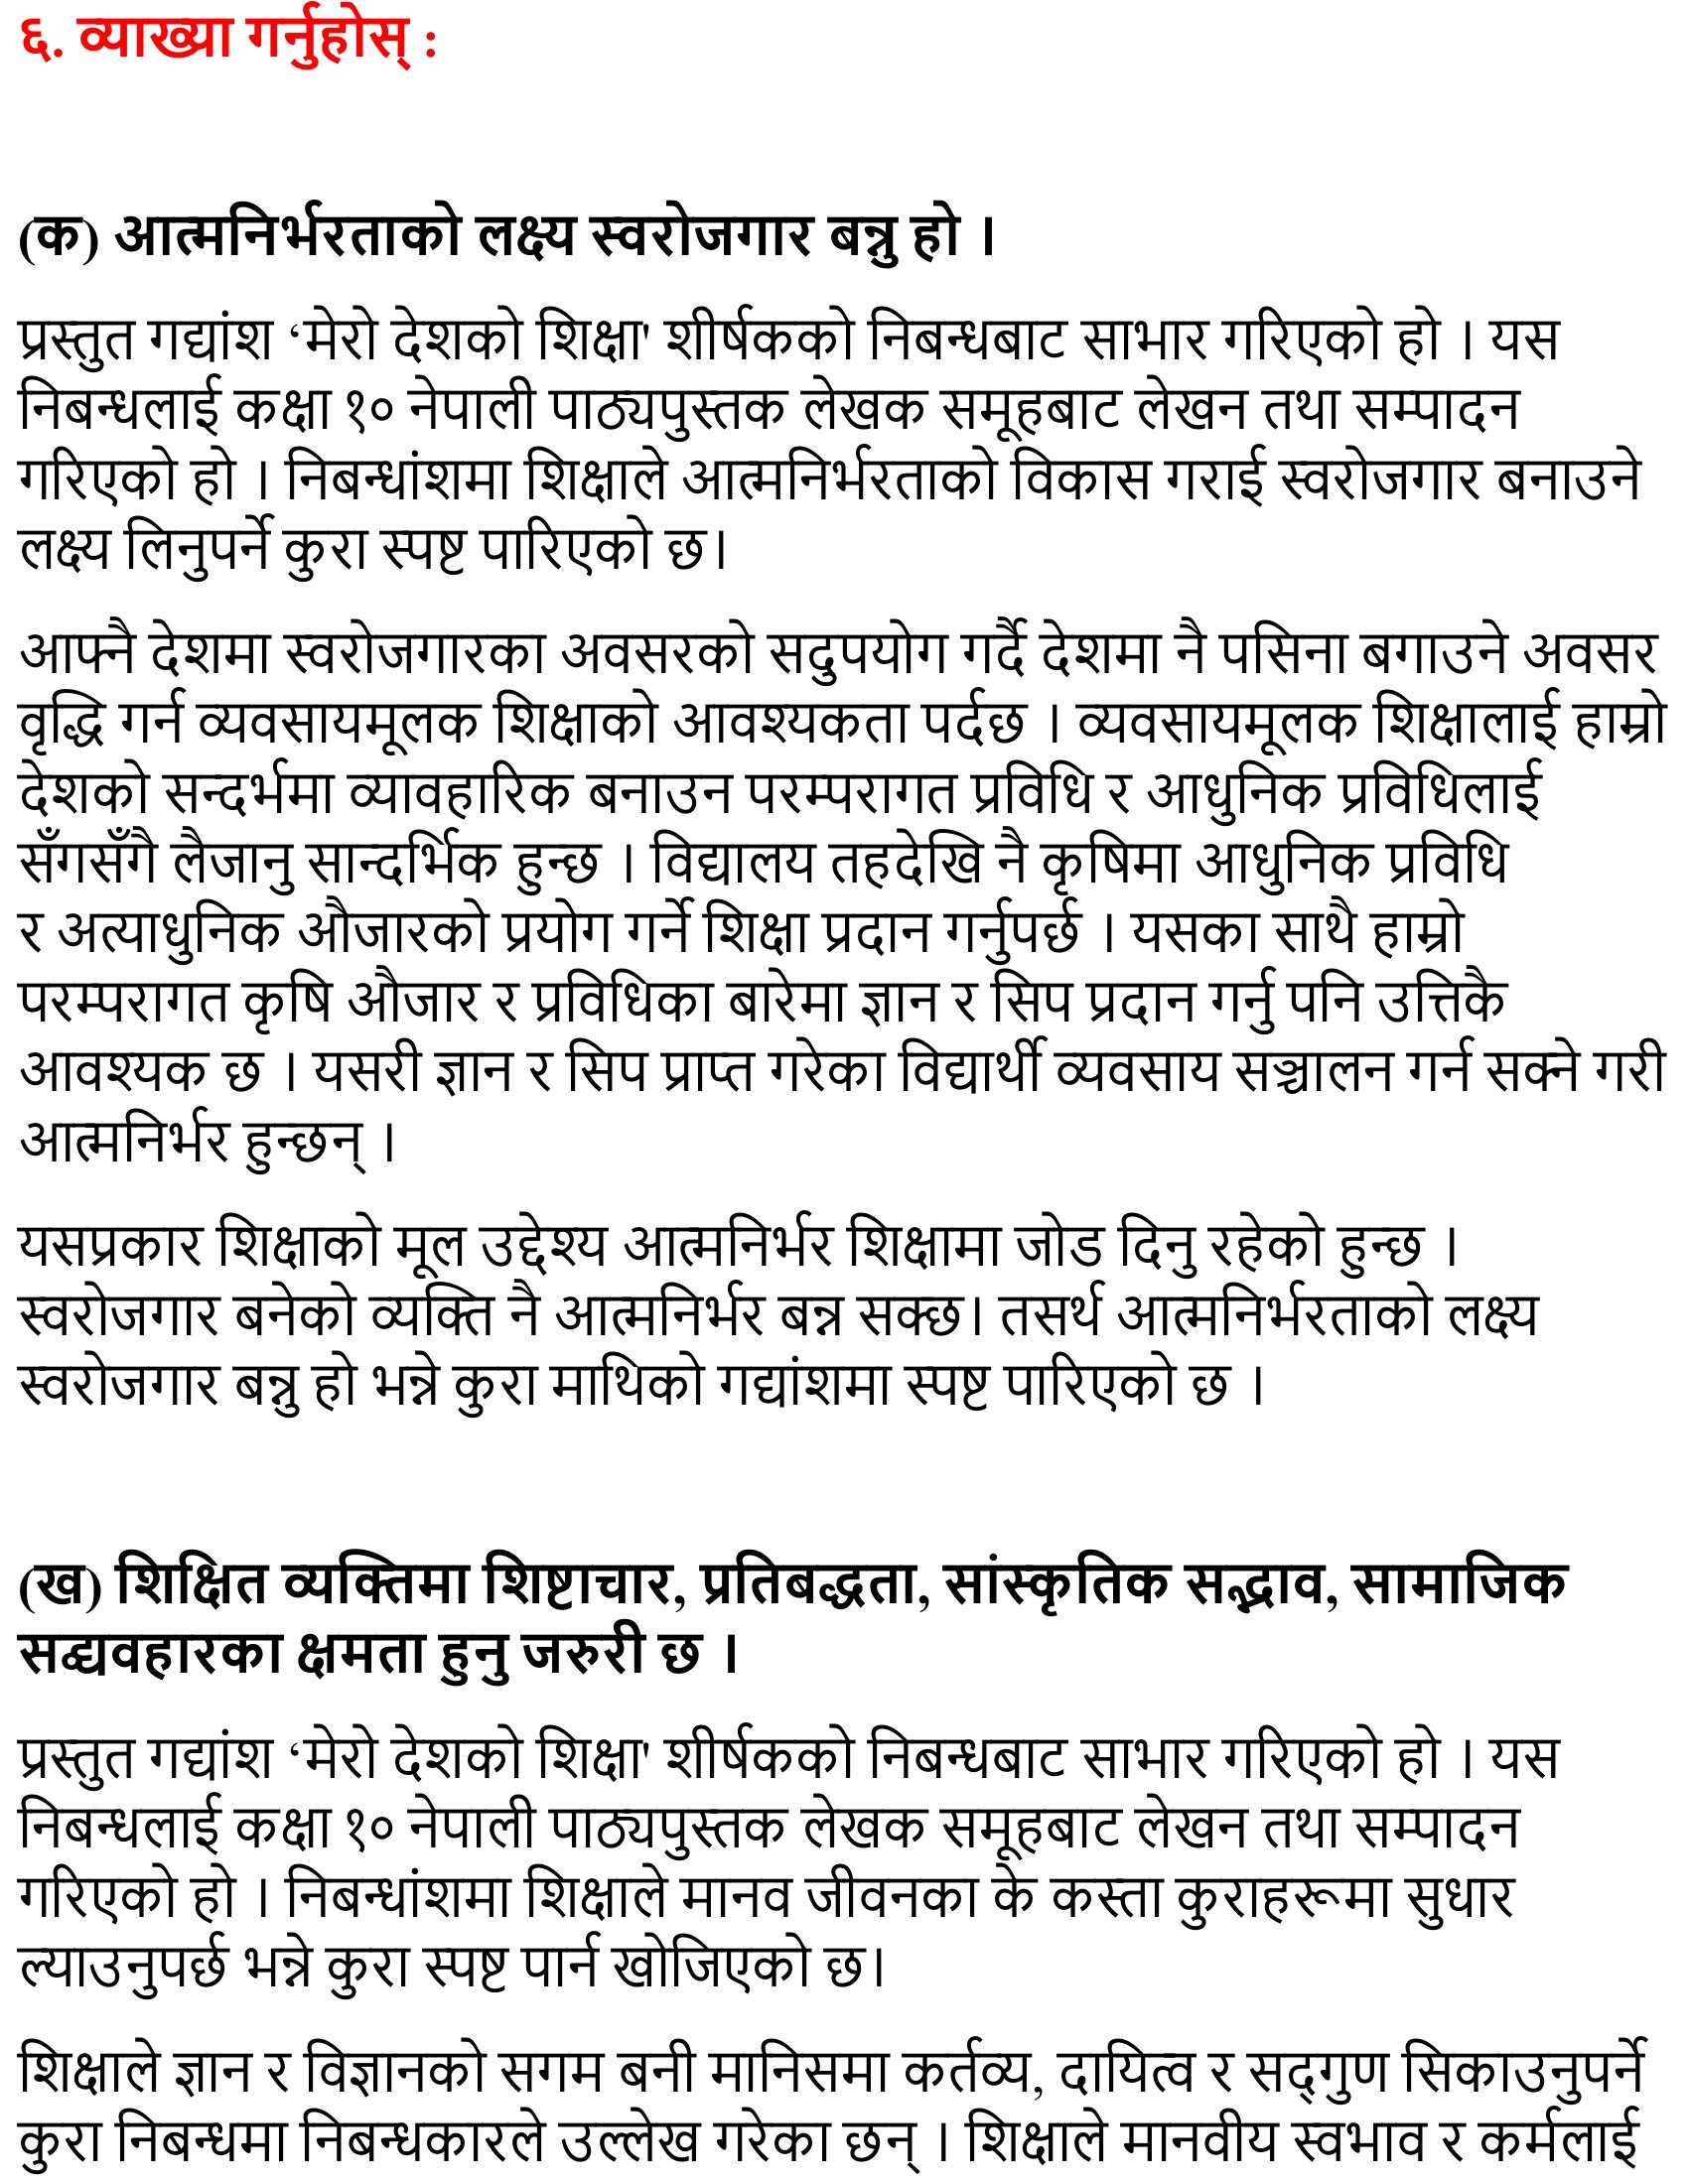 ६. व्याख्या गर्नुहोस् :
(क) आत्मनिर्भरताको लक्ष्य स्वरोजगार बन्नु हो ।
प्रस्तुत गद्यांश ‘मेरो देशको शिक्षा' शीर्षकको निबन्धबाट साभार गरिएको हो । यस
निबन्धलाई कक्षा १० नेपाली पाठ्यपुस्तक लेखक समूहबाट लेखन तथा सम्पादन
गरिएको हो । निबन्धांशमा शिक्षाले आत्मनिर्भरताको विकास गराई स्वरोजगार बनाउने
लक्ष्य लिनुपर्ने कुरा स्पष्ट पारिएको छ।
आफ्नै देशमा स्वरोजगारका अवसरको सदुपयोग गर्दै देशमा नै पसिना बगाउने अवसर
वृद्धि गर्न व्यवसायमूलक शिक्षाको आवश्यकता पर्दछ । व्यवसायमूलक शिक्षालाई हाम्रो
देशको सन्दर्भमा व्यावहारिक बनाउन परम्परागत प्रविधि र आधुनिक प्रविधिलाई
सँगसँगै लैजानु सान्दर्भिक हुन्छ । विद्यालय तहदेखि नै कृषिमा आधुनिक प्रविधि
र अत्याधुनिक औजारको प्रयोग गर्ने शिक्षा प्रदान गर्नुपर्छ । यसका साथै हाम्रो
परम्परागत कृषि औजार र प्रविधिका बारेमा ज्ञान र सिप प्रदान गर्नु पनि उत्तिकै
आवश्यक छ । यसरी ज्ञान र सिप प्राप्त गरेका विद्यार्थी व्यवसाय सञ्चालन गर्न सक्ने गरी
आत्मनिर्भर हुन्छन् ।
यसप्रकार शिक्षाको मूल उद्देश्य आत्मनिर्भर शिक्षामा जोड दिनु रहेको हुन्छ ।
स्वरोजगार बनेको व्यक्ति नै आत्मनिर्भर बन्न सक्छ। तसर्थ आत्मनिर्भरताको लक्ष्य
स्वरोजगार बन्नु हो भन्ने कुरा माथिको गद्यांशमा स्पष्ट पारिएको छ ।
(ख) शिक्षित व्यक्तिमा शिष्टाचार, प्रतिबद्धता, सांस्कृतिक सद्भाव, सामाजिक
सद्व्यवहारका क्षमता हुनु जरुरी छ ।
प्रस्तुत गद्यांश ‘मेरो देशको शिक्षा' शीर्षकको निबन्धबाट साभार गरिएको हो । यस
निबन्धलाई कक्षा १० नेपाली पाठ्यपुस्तक लेखक समूहबाट लेखन तथा सम्पादन
गरिएको हो । निबन्धांशमा शिक्षाले मानव जीवनका के कस्ता कुराहरूमा सुधार
ल्याउनुपर्छ भन्ने कुरा स्पष्ट पार्न खोजिएको छ।
शिक्षाले ज्ञान र विज्ञानको सगम बनी मानिसमा कर्तव्य, दायित्व र सद्‌गुण सिकाउनुपर्ने
कुरा निबन्धमा निबन्धकारले उल्लेख गरेका छन् । शिक्षाले मानवीय स्वभाव र कर्मलाई